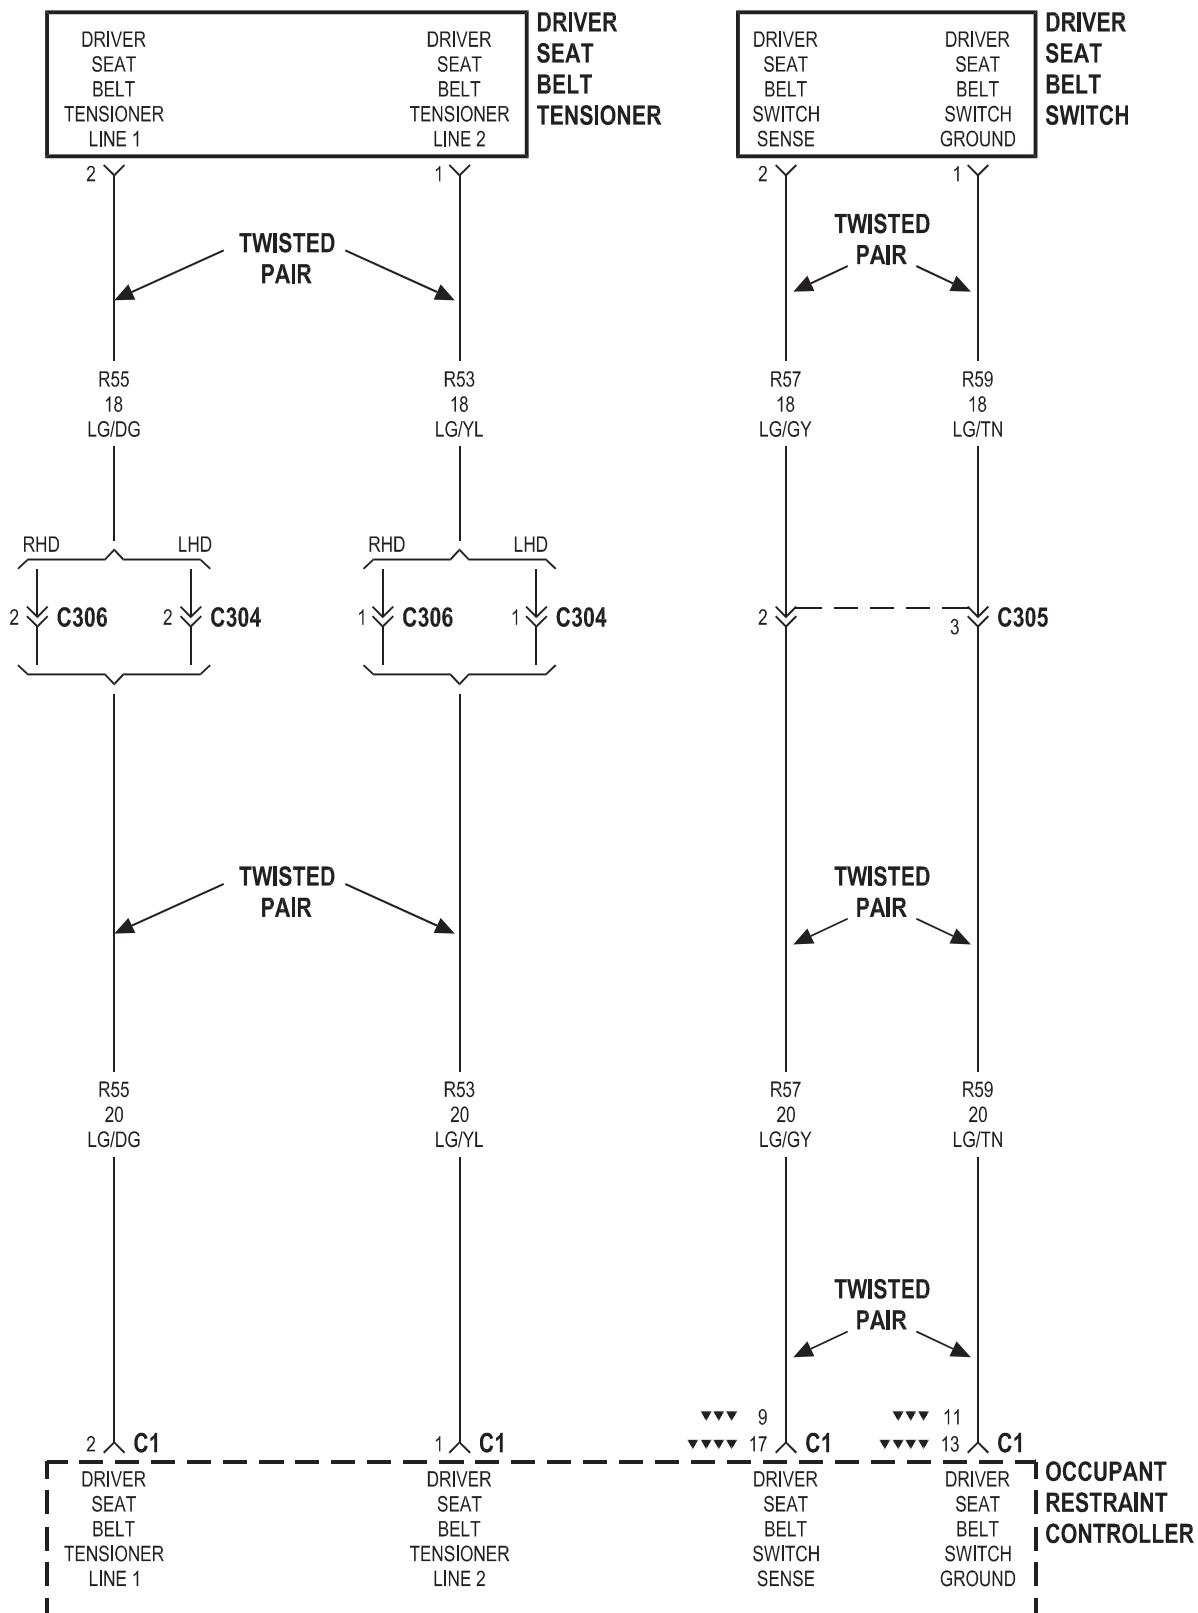 DRIVER
SEAT
BELT
TENSIONER
LINE 1
DRIVER
SEAT
BELT
TENSIONER
LINE 2
DRIVER
SEAT
BELT
TENSIONER
DRIVER
SEAT
BELT
SWITCH
SENSE
DRIVER
SEAT
BELT
SWITCH
GROUND
DRIVER
SEAT
BELT
SWITCH
2
1
2
1
TWISTED
PAIR
TWISTED
PAIR
R55
18
LG/DG
R53
18
LG/YL
R57
18
LG/GY
R59
18
LG/TN
RHD
LHD
RHD
LHD
2
C306
2
C304
1
C306
1
C304
2
3
C305
TWISTED
PAIR
TWISTED
PAIR
R55
20
LG/DG
R53
20
LG/YL
R57
20
LG/GY
R59
20
LG/TN
TWISTED
PAIR
▼▼▼ 9
▼▼▼ 11
2
C1
1
C1
▼▼▼▼ 17
C1
▼▼▼▼ 13
C1
DRIVER
SEAT
BELT
TENSIONER
LINE 1
DRIVER
SEAT
BELT
TENSIONER
LINE 2
DRIVER
SEAT
BELT
SWITCH
SENSE
DRIVER
SEAT
BELT
SWITCH
GROUND
OCCUPANT
RESTRAINT
CONTROLLER